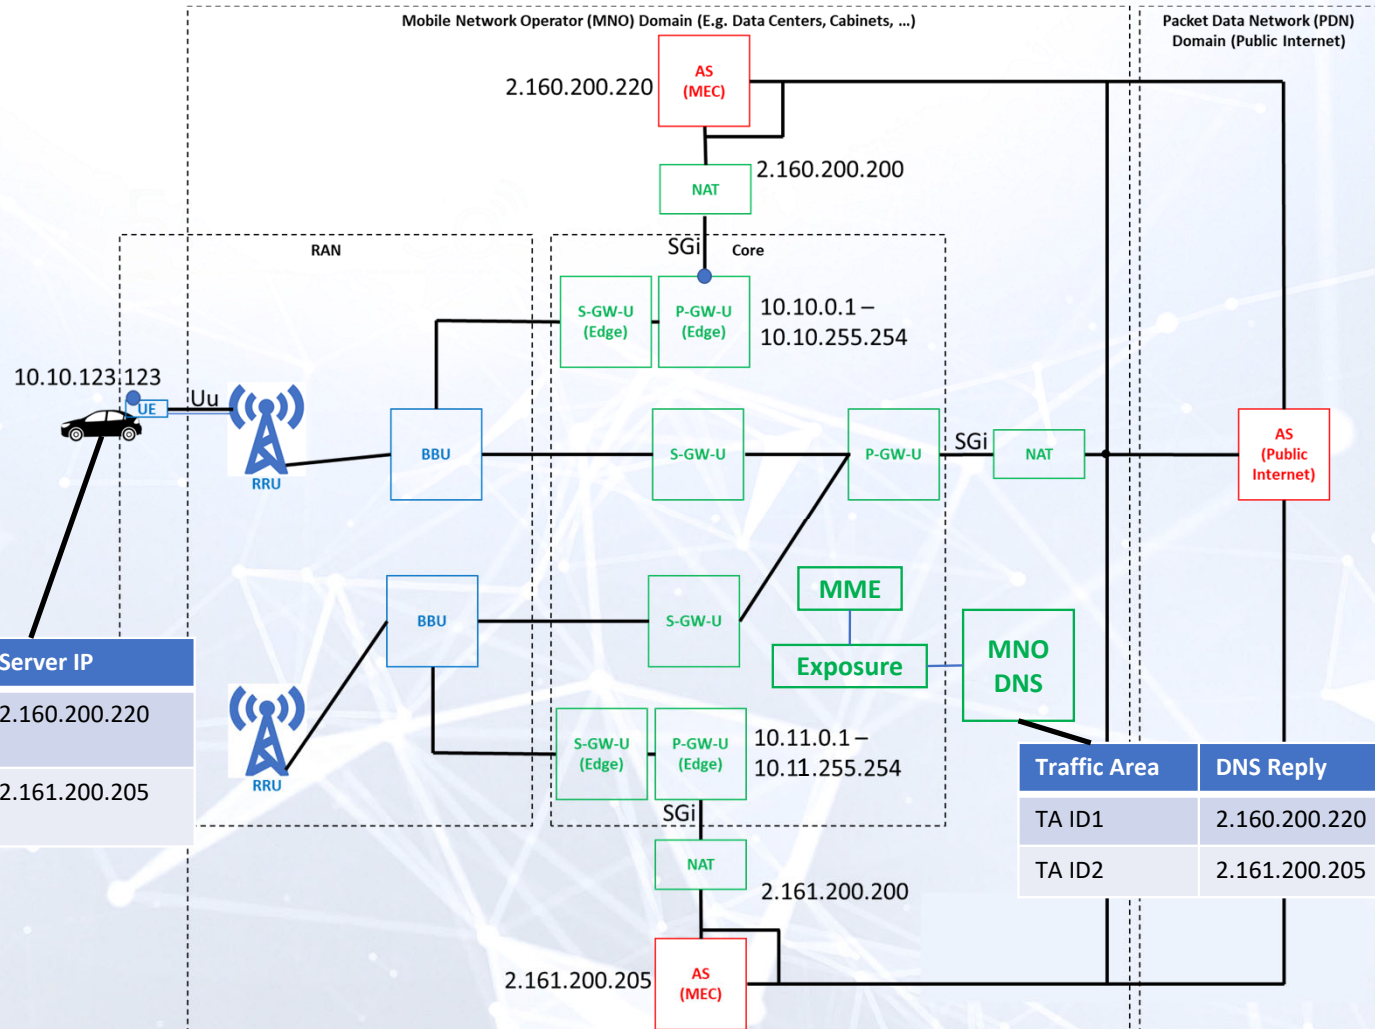 Mobile Network Operator (MNO) Domain (E.g. Data Centers, Cabinets, …)
Packet Data Network (PDN)
Domain (Public Internet)
AS
(MEC)
2.160.200.220
NAT
2.160.200.200
RAN
SGi
Core
S-GW-U
(Edge)
P-GW-U
(Edge)
10.10.0.1 –
10.10.255.254
10.10.123.123
UE
Uu
RRU
BBU
S-GW-U
P-GW-U
SGi
NAT
AS
(Public
Internet)
MME
BBU
S-GW-U
Exposure
MNO
DNS
Server IP
2.160.200.220
2.161.200.205
RRU
S-GW-U
(Edge)
P-GW-U
(Edge)
10.11.0.1 –
10.11.255.254
SGi
Traffic Area
DNS Reply
TA ID1
2.160.200.220
TA ID2
2.161.200.205
NAT
2.161.200.200
2.161.200.205
AS
(MEC)